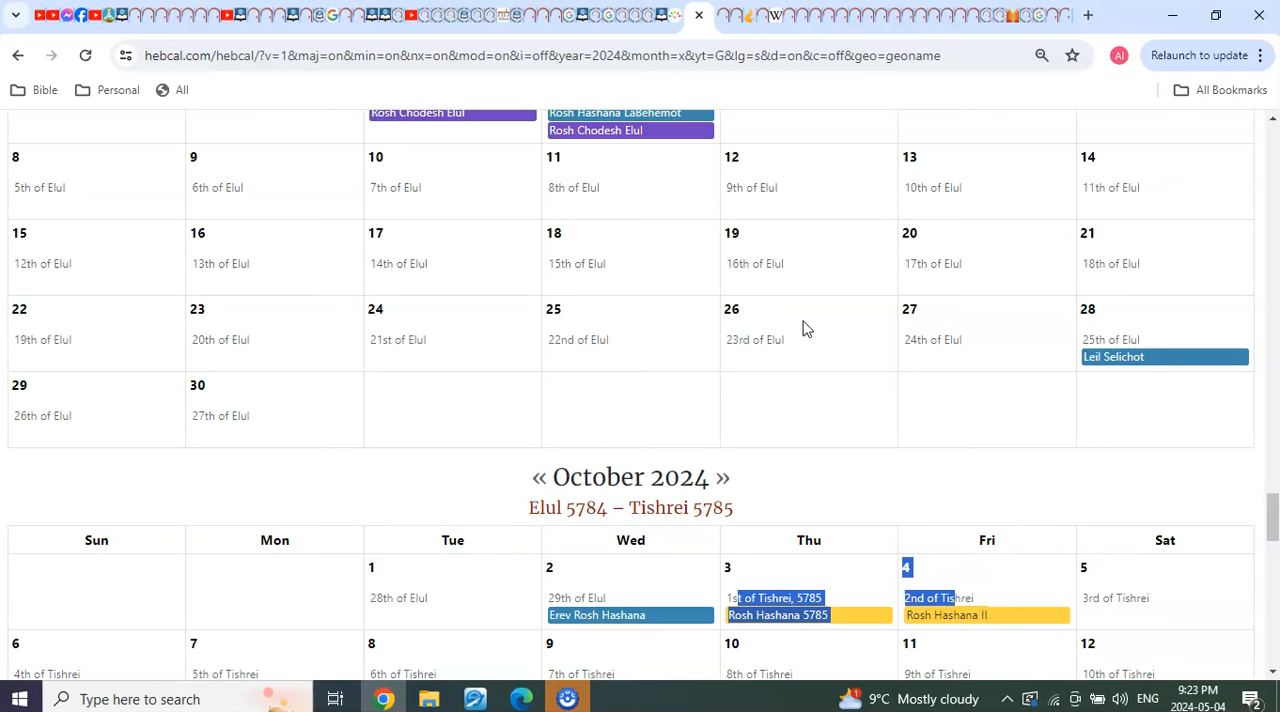 hebcal.com/hebcal/?v=1&maj=on&min=on&nx=on&mod=on&i=off&year=2024&month=x&yt=G&lg=s&d=on&c=off&geo=geoname
AI
Relaunch to update
Bible Personal All All Bookmarks
Rosh Chodesh Elul Rosh Hashana LaBehemot
Rosh Chodesh Elul
8 9 10 11 12 13 14
5th of Elul 6th of Elul 7th of Elul 8th of Elul 9th of Elul 10th of Elul 11th of Elul
15 16 17 18 19 20 21
12th of Elul 13th of Elul 14th of Elul 15th of Elul 16th of Elul 17th of Elul 18th of Elul
22 23 24 25 26 27 28
19th of Elul 20th of Elul 21st of Elul 22nd of Elul 23rd of Elul 24th of Elul 25th of Elul
Leil Selichot
29 30
26th of Elul 27th of Elul
« October 2024 »
Elul 5784 – Tishrei 5785
Sun Mon Tue Wed Thu Fri Sat
1 2 3 4 5
28th of Elul 29th of Elul 1st of Tishrei, 5785 2nd of Tishrei 3rd of Tishrei
Erev Rosh Hashana Rosh Hashana 5785 Rosh Hashana II
6 7 8 9 10 11 12
4th of Tishrei 5th of Tishrei 6th of Tishrei 7th of Tishrei 8th of Tishrei 9th of Tishrei 10th of Tishrei
Type here to search 1 9°C Mostly cloudy ENG 9:23 PM 2
2024-05-04